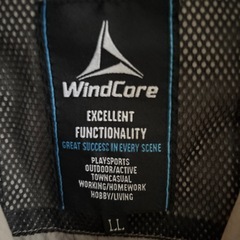 WindCore
EXCELLENT
FUNCTIONALITY
GREAT SUCCESS IN EVERY SCENE
PLAYSPORTS
OUTDOOR/ACTIVE
TOWNCASUAL
WORKING/HOMEWORK
HOBBY/LIVING
LL